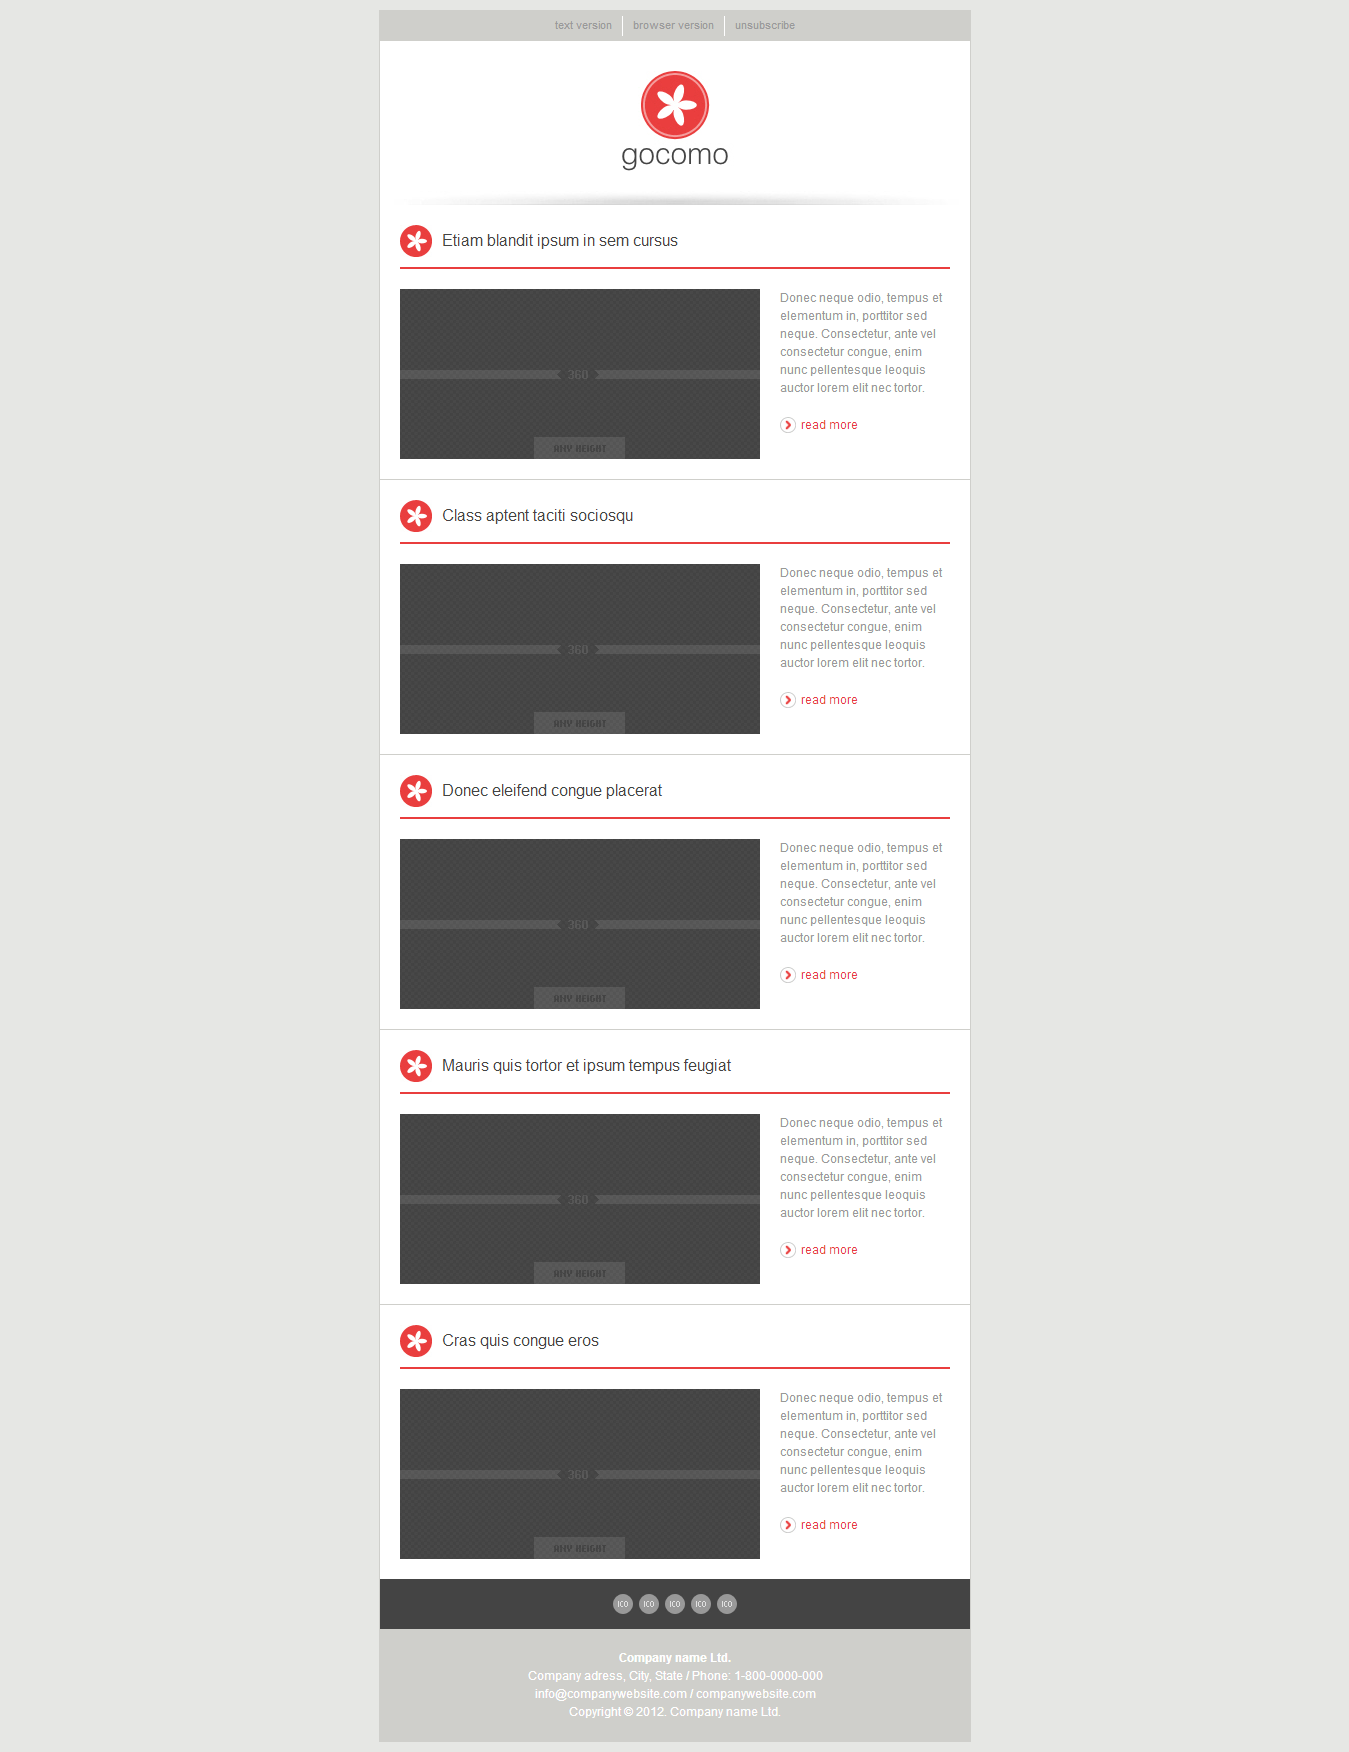 text version
browser version
unsubscribe
gocomo
Etiam blandit ipsum in sem cursus
360
ANY HEIGHT
Donec neque odio, tempus et
elementum in, porttitor sed
neque. Consectetur, ante vel
consectetur congue, enim
nunc pellentesque leoquis
auctor lorem elit nec tortor.
read more
Class aptent taciti sociosqu
360
ANY HEIGHT
Donec neque odio, tempus et
elementum in, porttitor sed
neque. Consectetur, ante vel
consectetur congue, enim
nunc pellentesque leoquis
auctor lorem elit nec tortor.
read more
Donec eleifend congue placerat
360
ANY HEIGHT
Donec neque odio, tempus et
elementum in, porttitor sed
neque. Consectetur, ante vel
consectetur congue, enim
nunc pellentesque leoquis
auctor lorem elit nec tortor.
read more
Mauris quis tortor et ipsum tempus feugiat
360
ANY HEIGHT
Donec neque odio, tempus et
elementum in, porttitor sed
neque. Consectetur, ante vel
consectetur congue, enim
nunc pellentesque leoquis
auctor lorem elit nec tortor.
read more
Cras quis congue eros
360
ANY HEIGHT
Donec neque odio, tempus et
elementum in, porttitor sed
neque. Consectetur, ante vel
consectetur congue, enim
nunc pellentesque leoquis
auctor lorem elit nec tortor.
read more
ICO ICO ICO ICO ICO
Company name Ltd.
Company adress, City, State / Phone: 1-800-0000-000
info@companywebsite.com / companywebsite.com
Copyright © 2012. Company name Ltd.